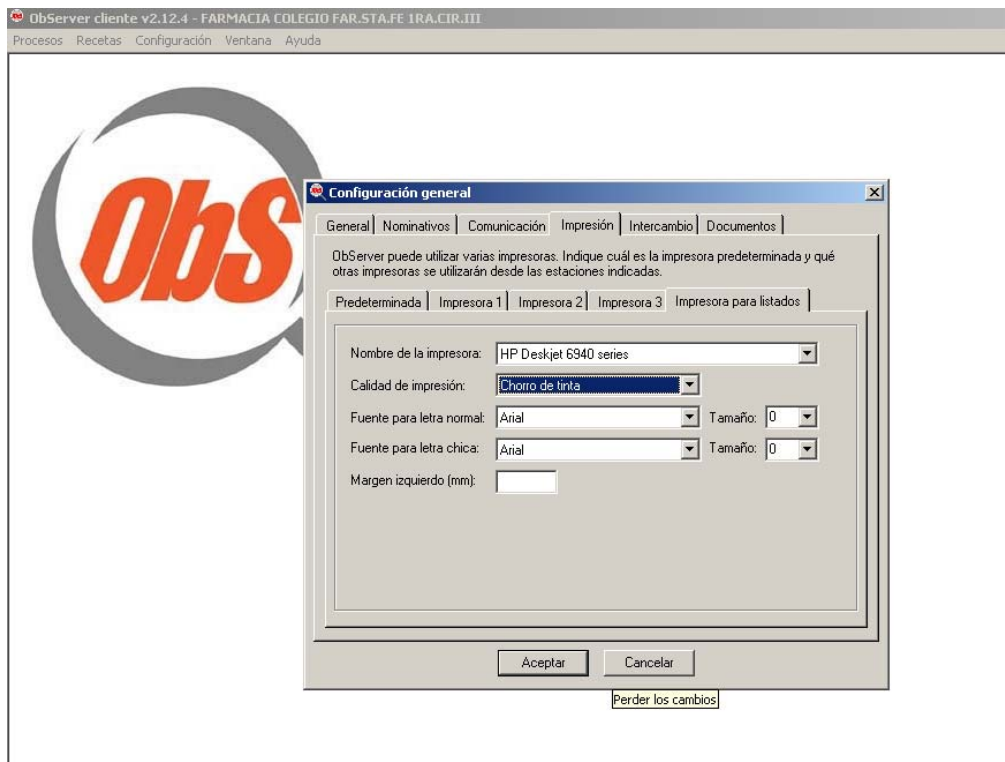 ObServer cliente v2.12.4 - FARMACIA COLEGIO FAR.STA.FE 1RA.CIR.III
Procesos Recetas Configuración Ventana Ayuda
ObS
Configuración general
General Nominativos Comunicación Impresión Intercambio Documentos
ObServer puede utilizar varias impresoras. Indique cuál es la impresora predeterminada y qué
otras impresoras se utilizarán desde las estaciones indicadas.
Predeterminada Impresora 1 Impresora 2 Impresora 3 Impresora para listados
Nombre de la impresora: HP Deskjet 6940 series
Calidad de impresión: Chorro de tinta
Fuente para letra normal: Arial Tamaño: 0
Fuente para letra chica: Arial Tamaño: 0
Margen izquierdo (mm):
Aceptar Cancelar
Perder los cambios